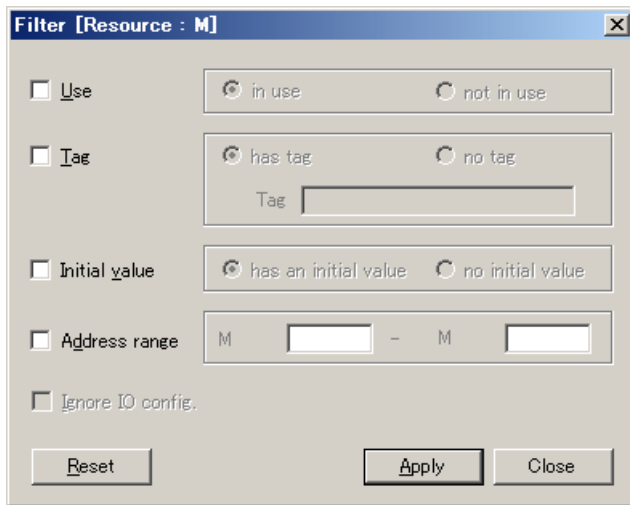 Filter [Resource : M]
Use in use not in use
Tag has tag no tag
Tag
Initial value has an initial value no initial value
Address range M - M
Ignore IO config.
Reset Apply Close